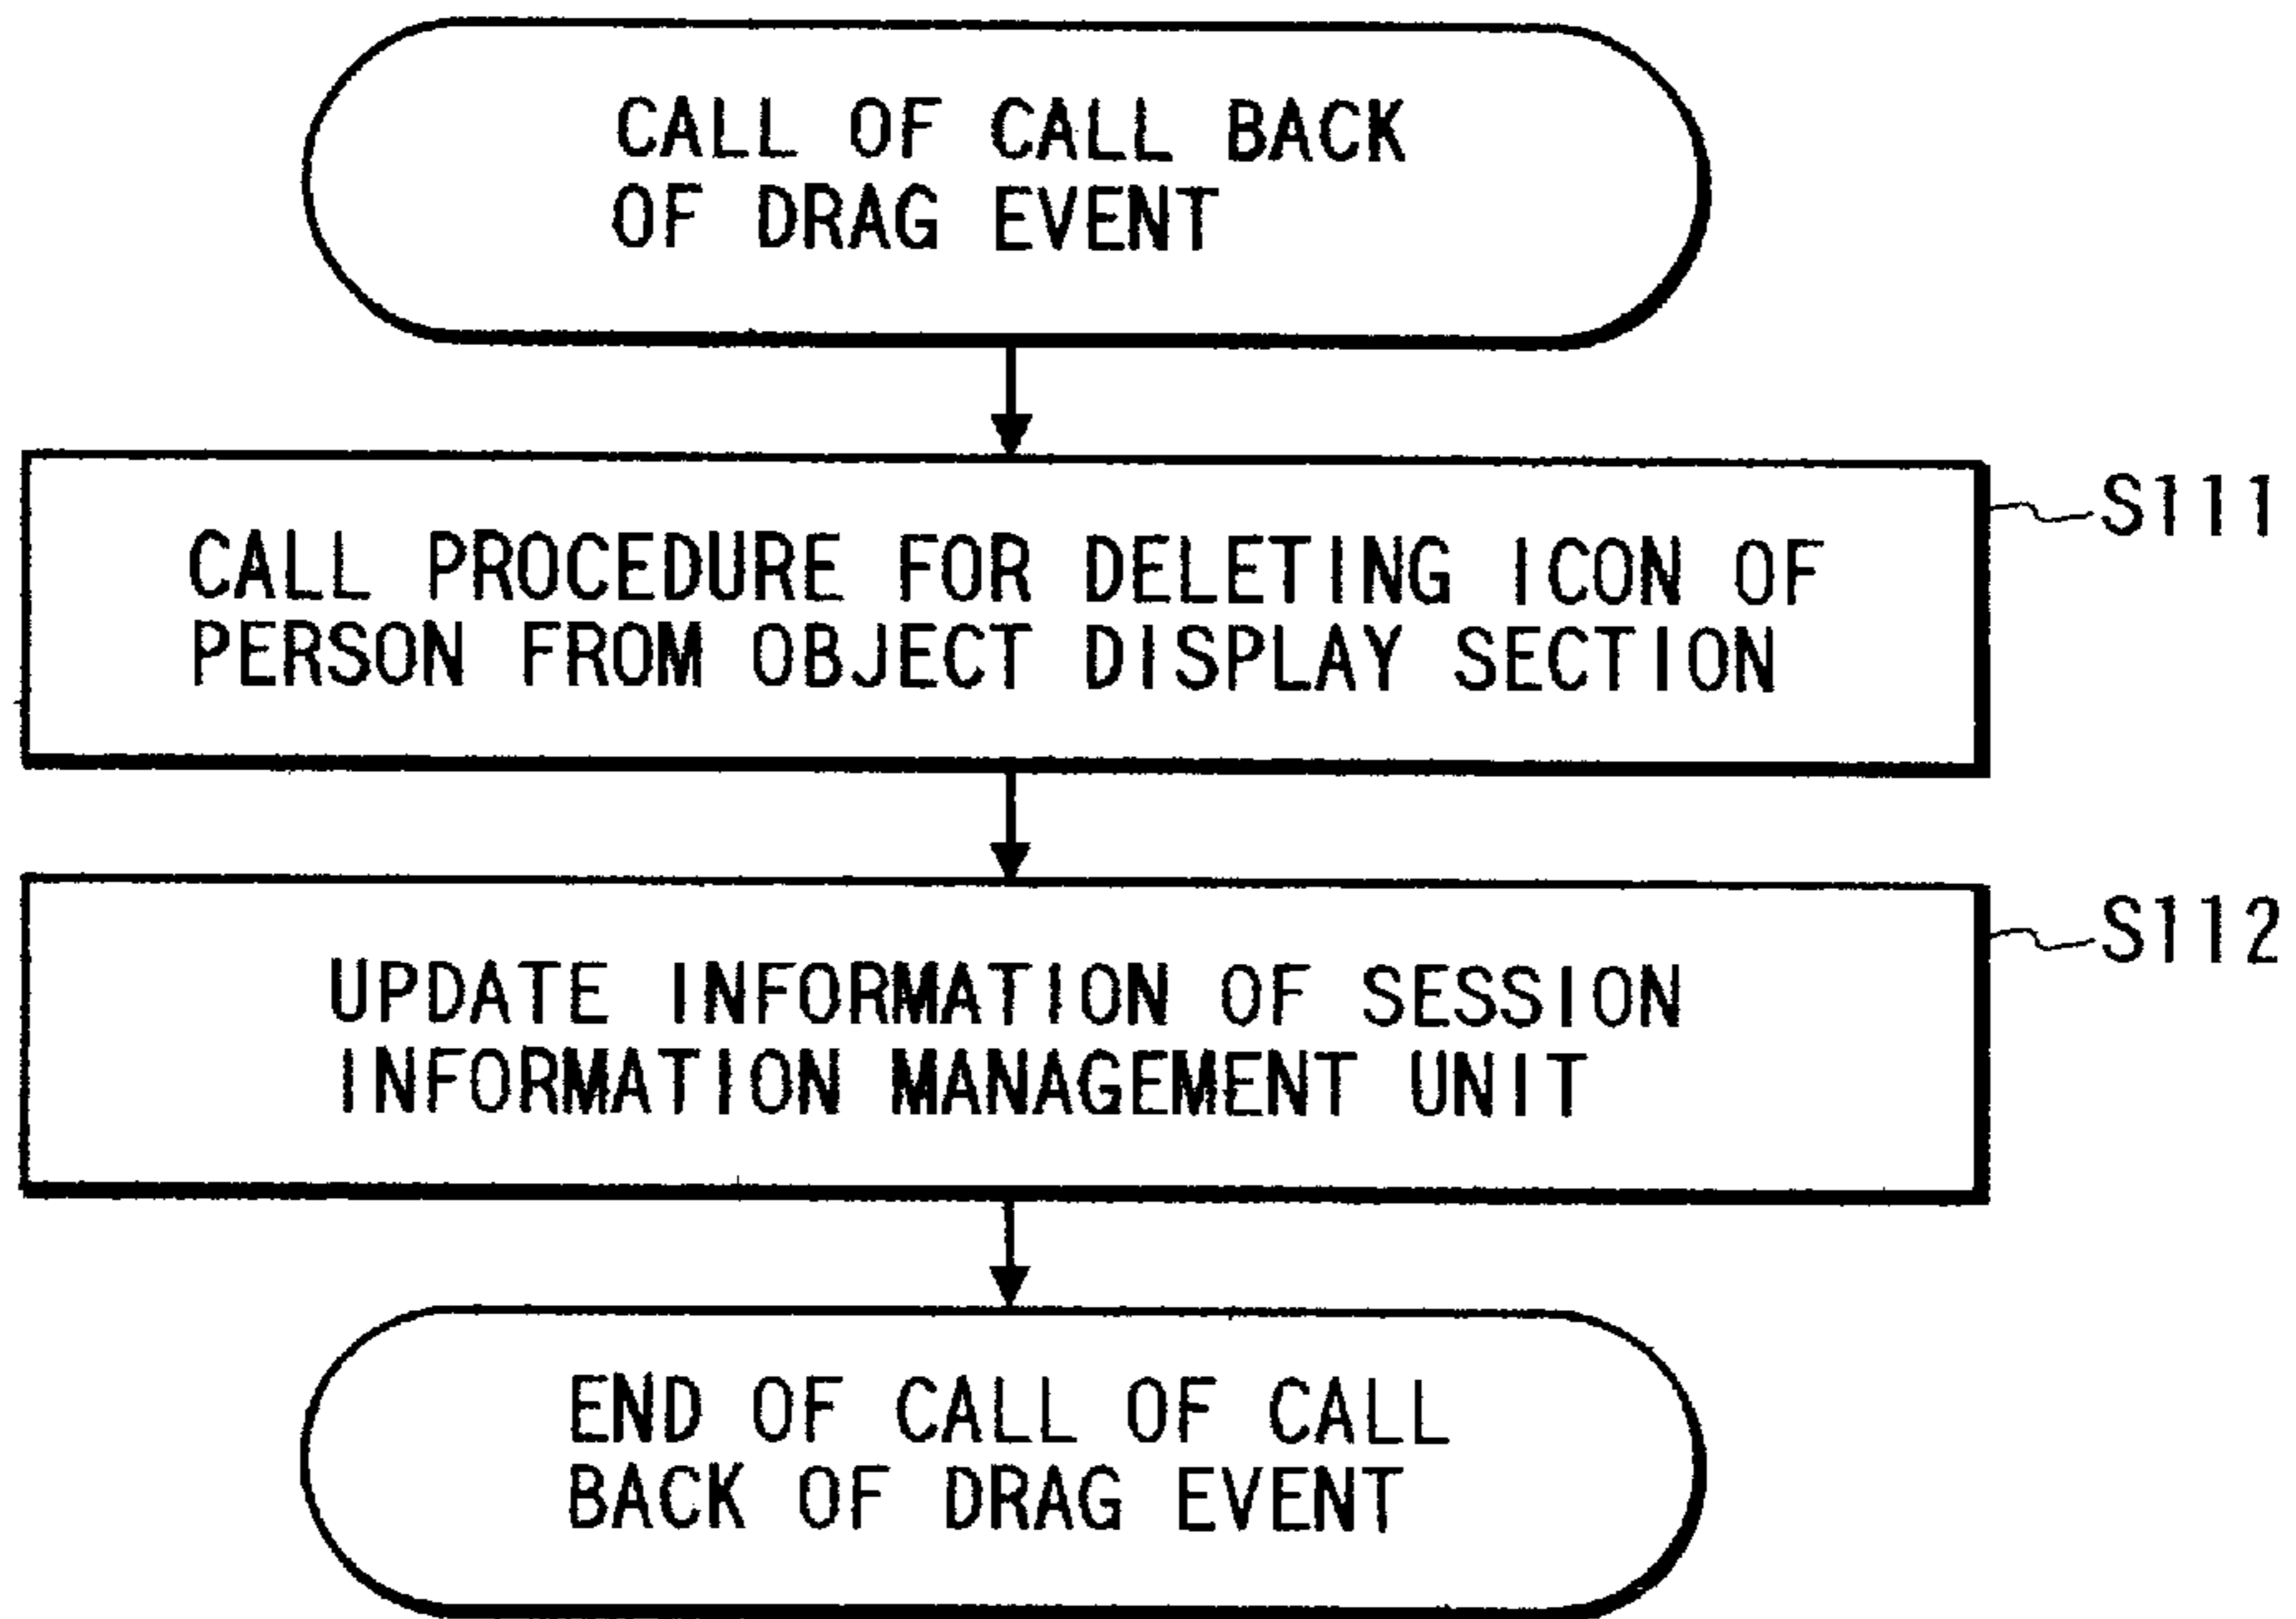 CALL OF CALL BACK
OF DRAG EVENT
S111
CALL PROCEDURE FOR DELETING ICON OF
PERSON FROM OBJECT DISPLAY SECTION
S112
UPDATE INFORMATION OF SESSION
INFORMATION MANAGEMENT UNIT
END OF CALL OF CALL
BACK OF DRAG EVENT